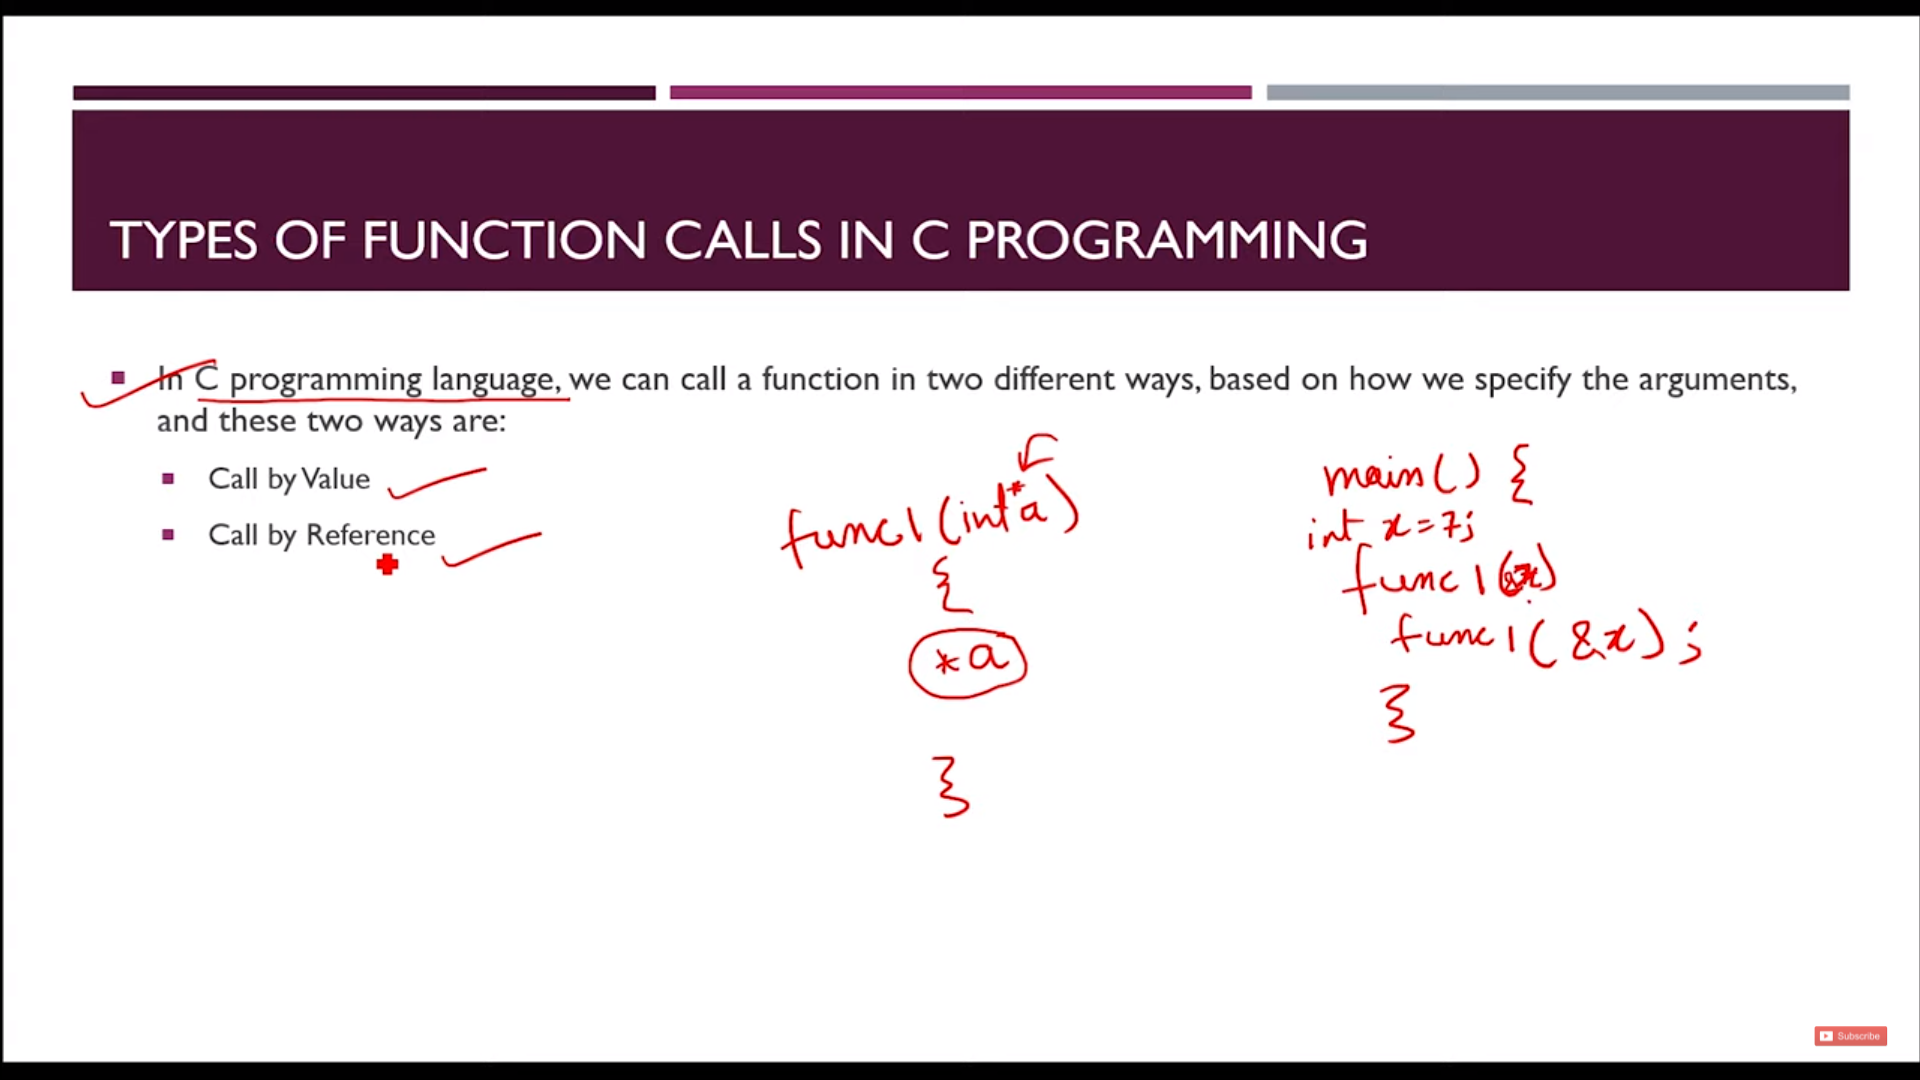 TYPES OF FUNCTION CALLS IN C PROGRAMMING
In C programming language, we can call a function in two different ways, based on how we specify the arguments,
and these two ways are:
Call by Value
Call by Reference
func1(int*a)
{
*a
}
main() {
int x=7;
func1(
func1(&x);
}
Subscribe